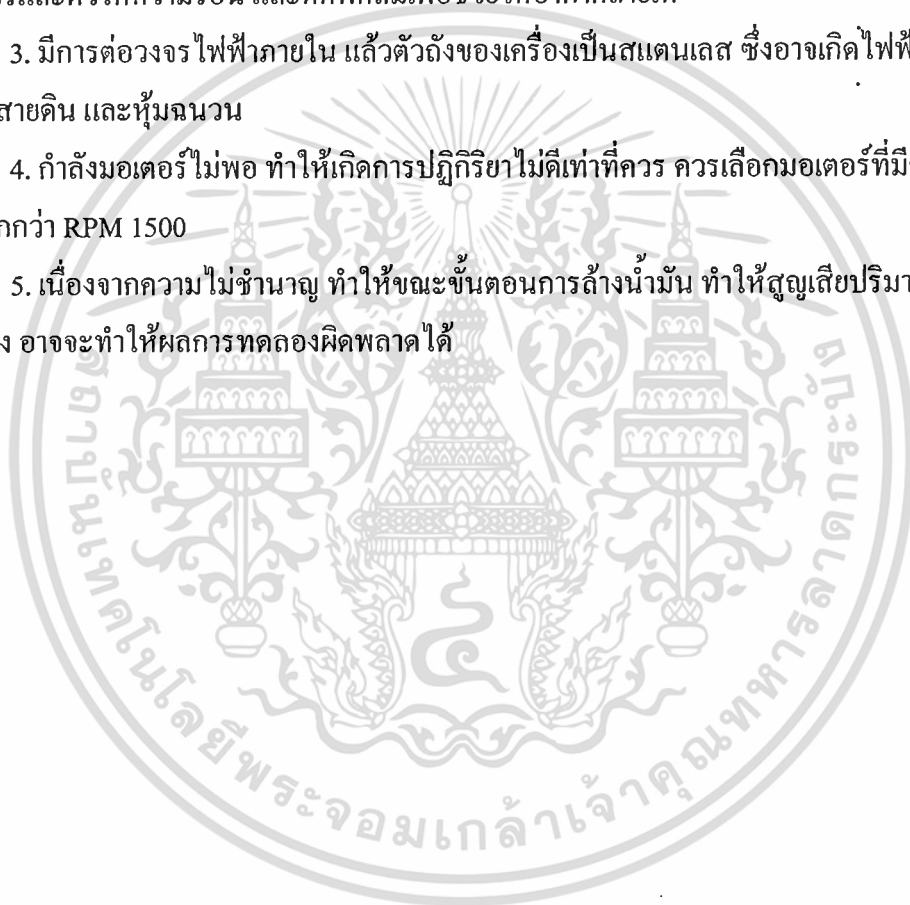 3. มีการต่อวงจรไฟฟ้าภายใน แล้วตัวถังของเครื่องเป็นสแตนเลส ซึ่งอาจเกิดไฟฟ้
สายดิน และหุ้มฉนวน
4. กำลังมอเตอร์ไม่พอ ทำให้เกิดการปฏิกิริยาไม่ดีเท่าที่ควร ควรเลือกมอเตอร์ที่มี
กกว่า RPM 1500
5. เนื่องจากความไม่ชำนาญ ทำให้ขณะขั้นตอนการล้างน้ำมัน ทำให้สูญเสียปริมา
ง อาจจะทำให้ผลการทดลองผิดพลาดได้
สถาบันเทคโนโลยีพระจอมเกล้าเจ้าคุณทหารลาดกระบัง